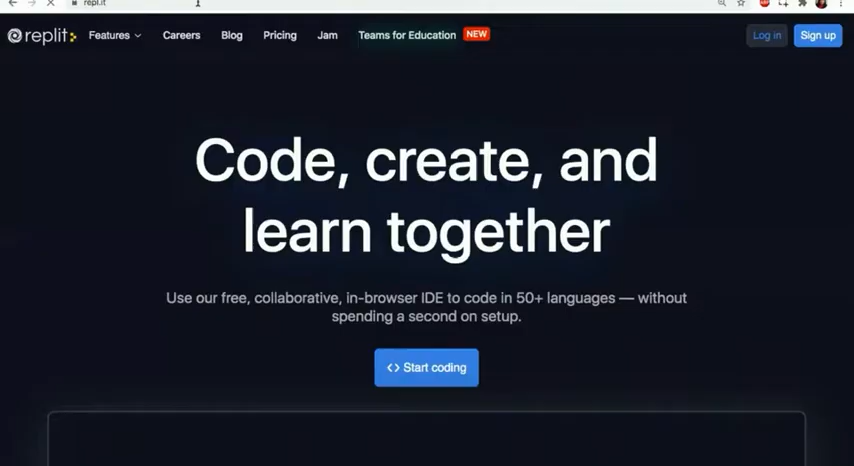 repl.it
replit: Features Careers Blog Pricing Jam Teams for Education NEW Log in Sign up
Code, create, and
learn together
Use our free, collaborative, in-browser IDE to code in 50+ languages — without
spending a second on setup.
<> Start coding